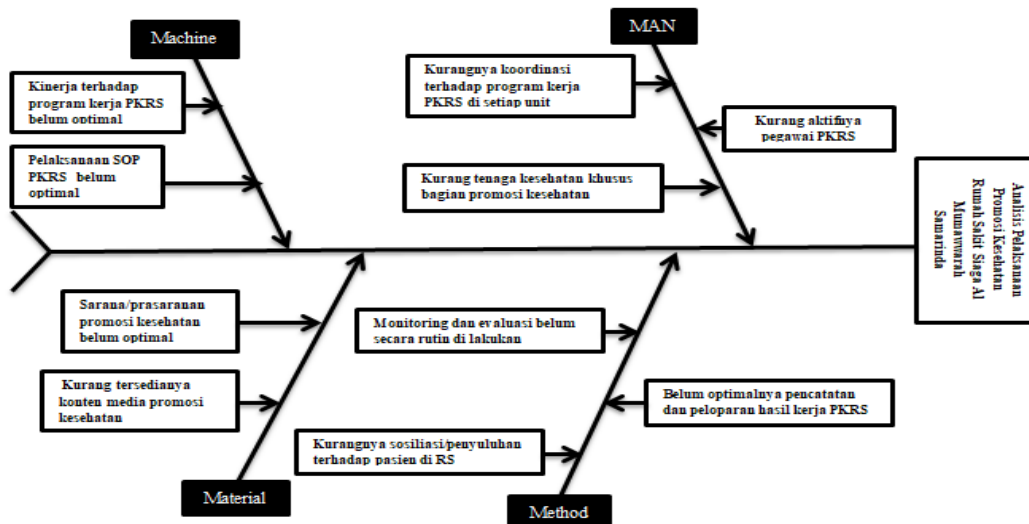 Machine
MAN
Kinerja terhadap
program kerja PKRS
belum optimal
Pelaksanaan SOP
PKRS belum
optimal
Kurangnya koordinasi
terhadap program kerja
PKRS di setiap unit
Kurang aktifnya
pegawai PKRS
Kurang tenaga kesehatan khusus
bagian promosi kesehatan
Analisis Pelaksanaan
Promosi Kesehatan
Rumah Sakit Siaga Al
Munawwarah
Samarinda
Sarana/prasaranan
promosi kesehatan
belum optimal
Kurang tersedianya
konten media promosi
kesehatan
Monitoring dan evaluasi belum
secara rutin di lakukan
Belum optimalnya pencatatan
dan peloparan hasil kerja PKRS
Kurangnya sosiliasi/penyuluhan
terhadap pasien di RS
Material
Method